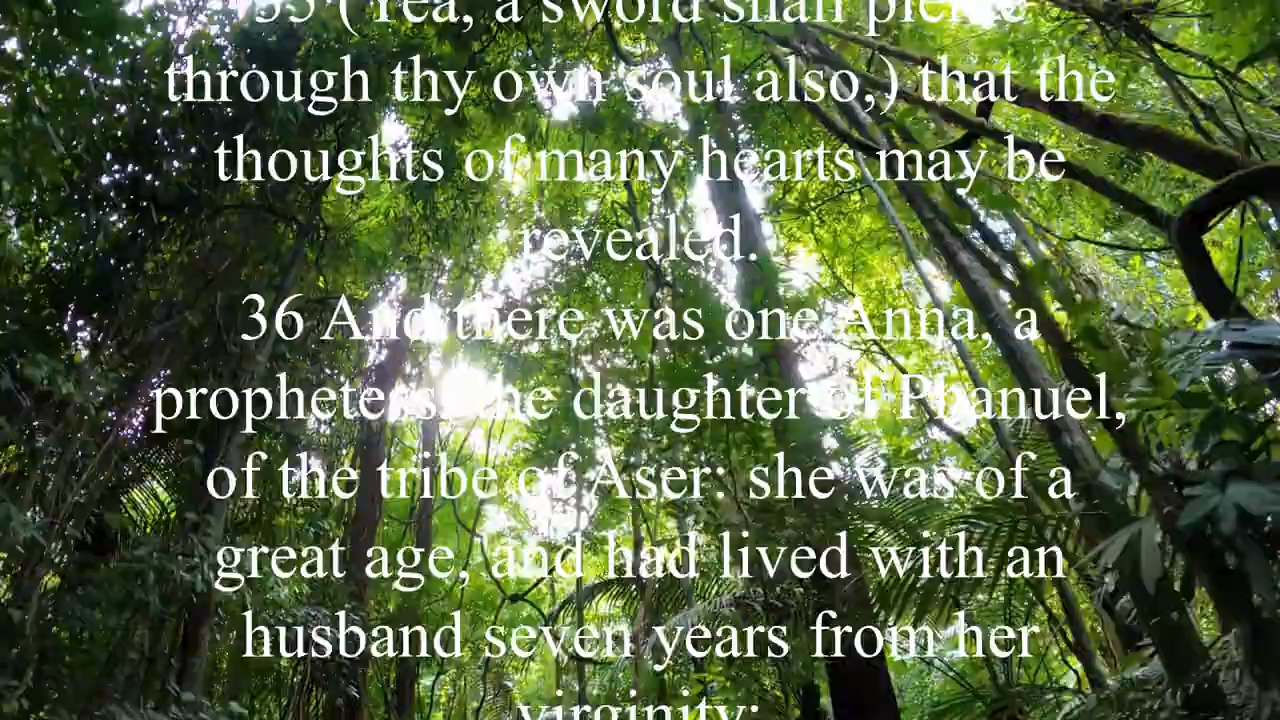 35 (Yea, a sword shall pierce
through thy own soul also,) that the
thoughts of many hearts may be
revealed.
36 And there was one Anna, a
prophetess, the daughter of Phanuel,
of the tribe of Aser: she was of a
great age, and had lived with an
husband seven years from her
virginity;